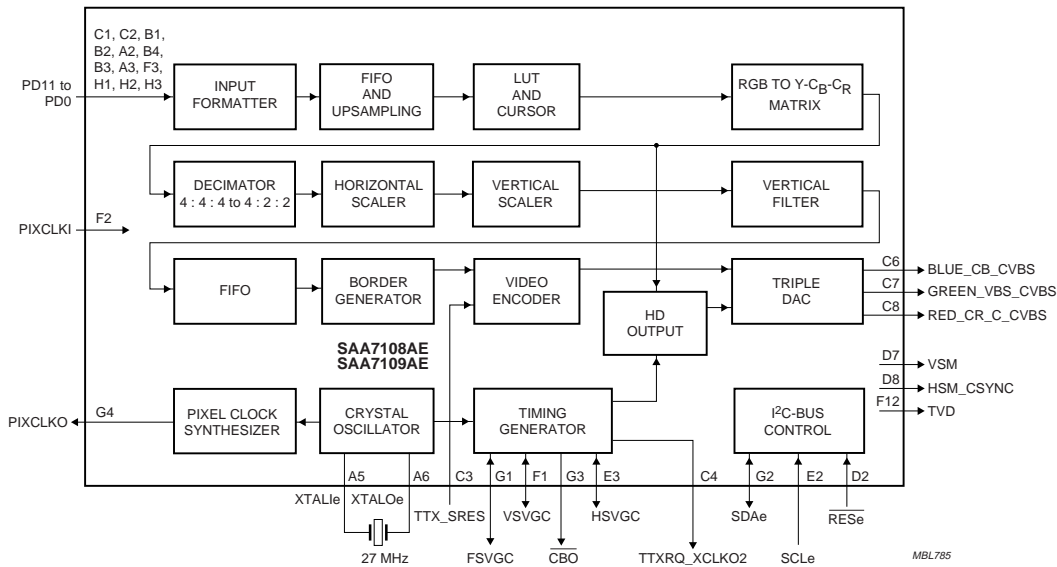 C1, C2, B1,
B2, A2, B4,
B3, A3, F3,
H1, H2, H3
PD11 to
PD0
INPUT
FORMATTER
FIFO
AND
UPSAMPLING
LUT
AND
CURSOR
RGB TO Y-CB-CR
MATRIX
DECIMATOR
4 : 4 : 4 to 4 : 2 : 2
HORIZONTAL
SCALER
VERTICAL
SCALER
VERTICAL
FILTER
PIXCLKI
F2
FIFO
BORDER
GENERATOR
VIDEO
ENCODER
HD
OUTPUT
TRIPLE
DAC
C6
BLUE_CB_CVBS
C7
GREEN_VBS_CVBS
C8
RED_CR_C_CVBS
SAA7108AE
SAA7109AE
D7
VSM
D8
HSM_CSYNC
F12
TVD
PIXCLKO
G4
PIXEL CLOCK
SYNTHESIZER
CRYSTAL
OSCILLATOR
TIMING
GENERATOR
I2C-BUS
CONTROL
A5
A6
C3
G1
F1
G3
E3
C4
G2
E2
D2
XTALIe
XTALOe
27 MHz
TTX_SRES
FSVGC
VSVGC
CBO
HSVGC
TTXRQ_XCLKO2
SDAe
SCLe
RESe
MBL785